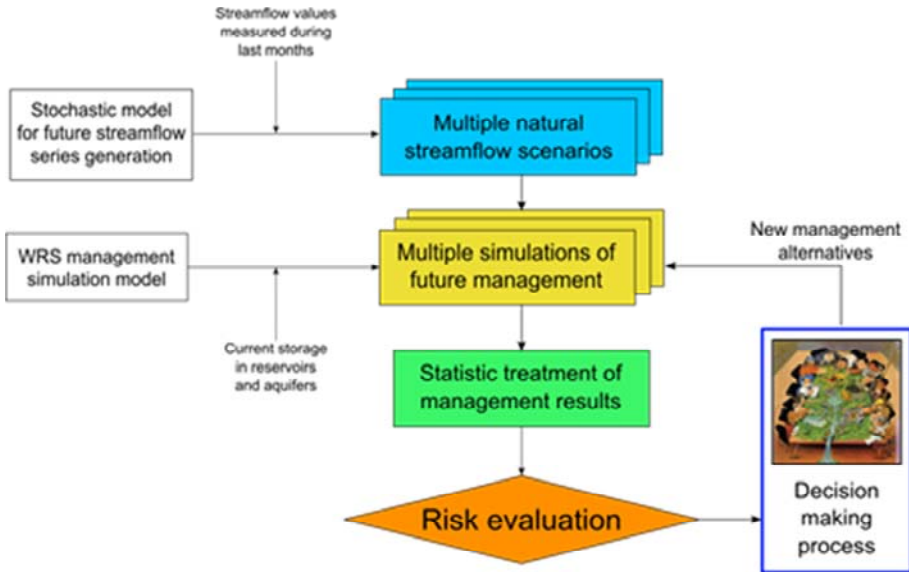 Streamflow values
measured during
last months
Stochastic model
for future streamflow
series generation
Multiple natural
streamflow scenarios
WRS management
simulation model
Multiple simulations of
future management
New management
alternatives
Current storage
in reservoirs
and aquifers
Statistic treatment of
management results
Risk evaluation
Decision
making
process